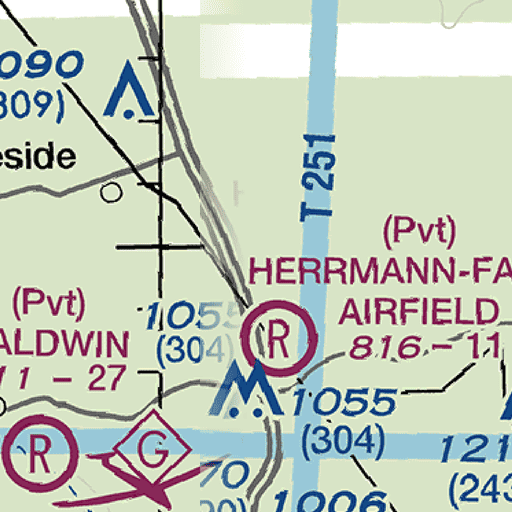 090
309)
eside
T 251
(Pvt)
HERRMANN-FA
AIRFIELD
816 - 11
(Pvt)
ALDWIN
11 - 27
1055
(304)
R
1055
(304)
R
G
70
121
(243
1006